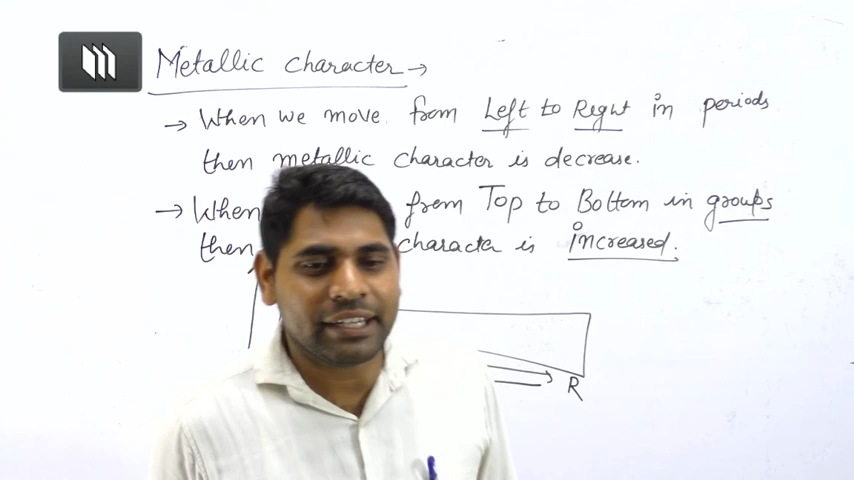 Metallic character →
→ When we move from Left to Right in periods
then metallic character is decrease.
→ When from Top to Bottom in groups
then character is increased.
R